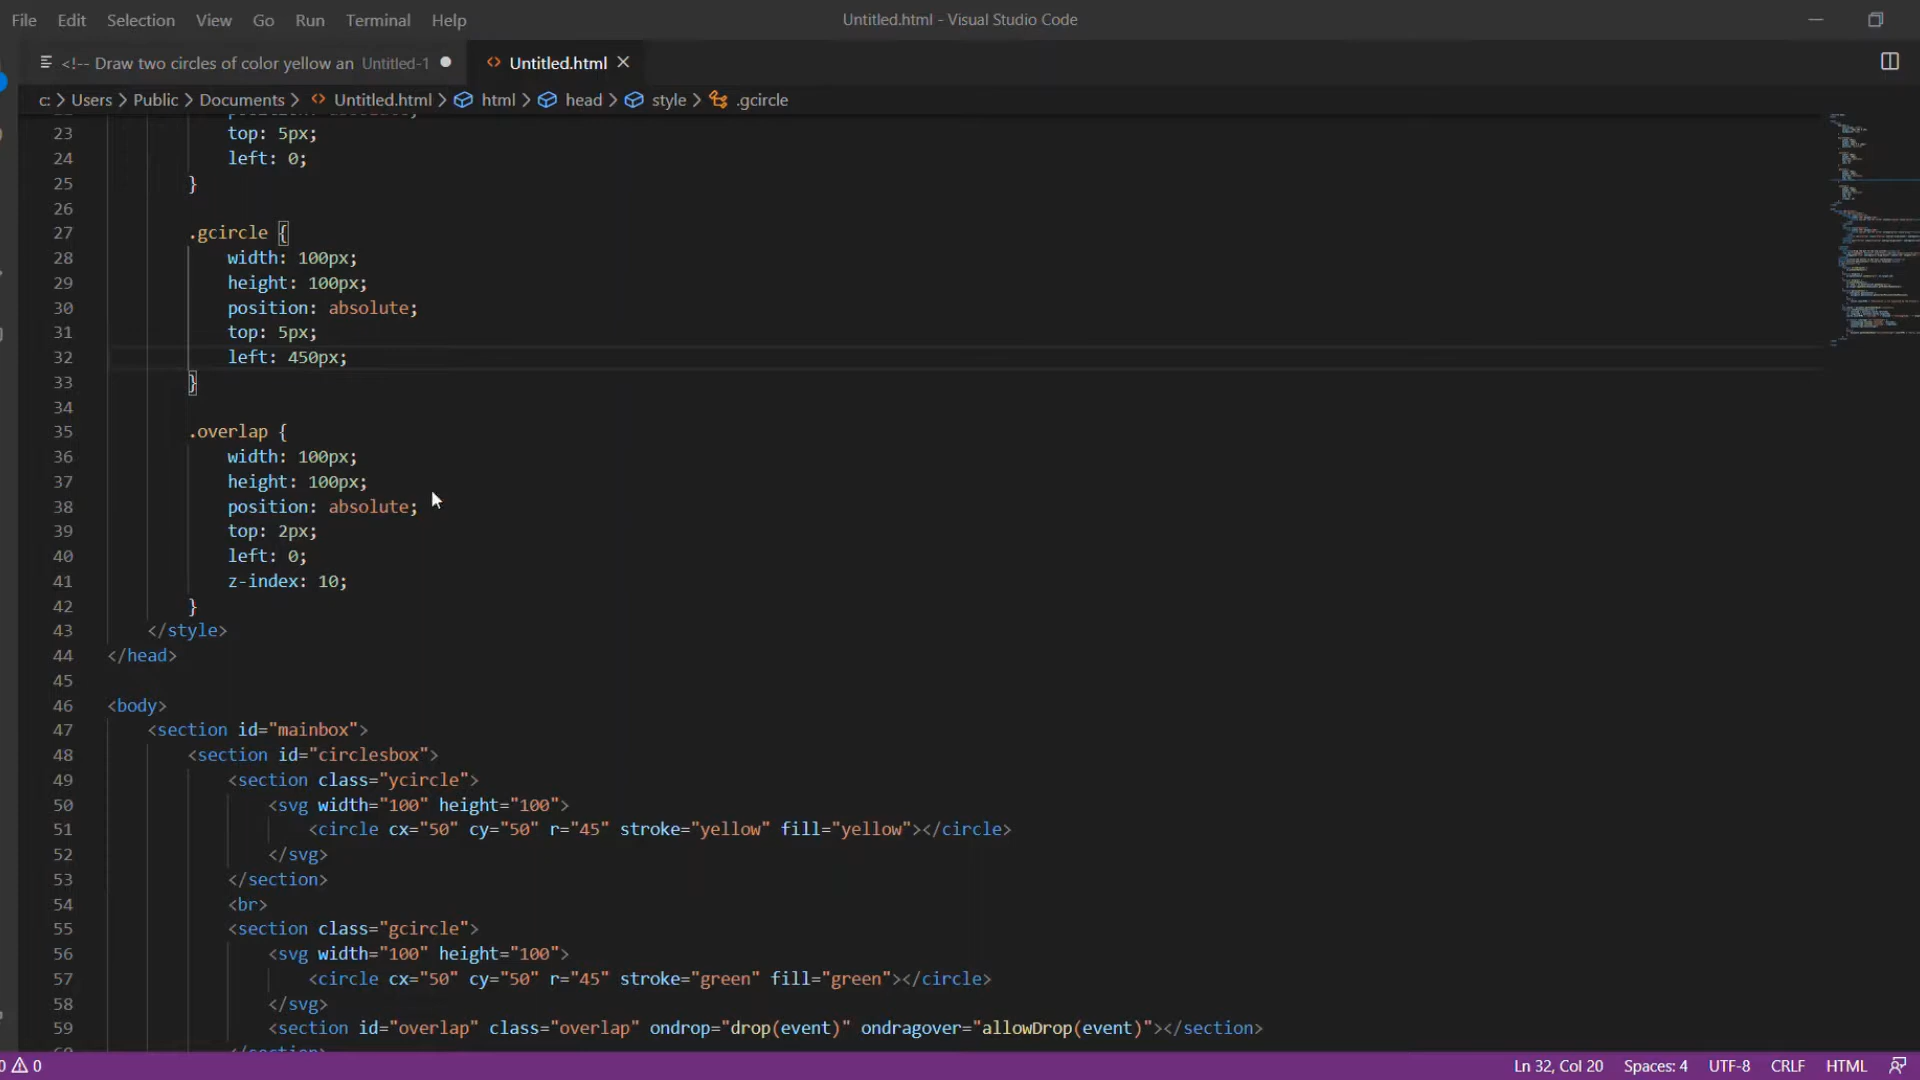 File Edit Selection View Go Run Terminal Help Untitled.html - Visual Studio Code
<!-- Draw two circles of color yellow an Untitled-1 Untitled.html
c: > Users > Public > Documents > Untitled.html > html > head > style > .gcircle
23 top: 5px;
24 left: 0;
25 }
26
27 .gcircle {
28 width: 100px;
29 height: 100px;
30 position: absolute;
31 top: 5px;
32 left: 450px;
33 }
34
35 .overlap {
36 width: 100px;
37 height: 100px;
38 position: absolute;
39 top: 2px;
40 left: 0;
41 z-index: 10;
42 }
43 </style>
44 </head>
45
46 <body>
47 <section id="mainbox">
48 <section id="circlesbox">
49 <section class="ycircle">
50 <svg width="100" height="100">
51 <circle cx="50" cy="50" r="45" stroke="yellow" fill="yellow"></circle>
52 </svg>
53 </section>
54 <br>
55 <section class="gcircle">
56 <svg width="100" height="100">
57 <circle cx="50" cy="50" r="45" stroke="green" fill="green"></circle>
58 </svg>
59 <section id="overlap" class="overlap" ondrop="drop(event)" ondragover="allowDrop(event)"></section>
0 0 Ln 32, Col 20 Spaces: 4 UTF-8 CRLF HTML